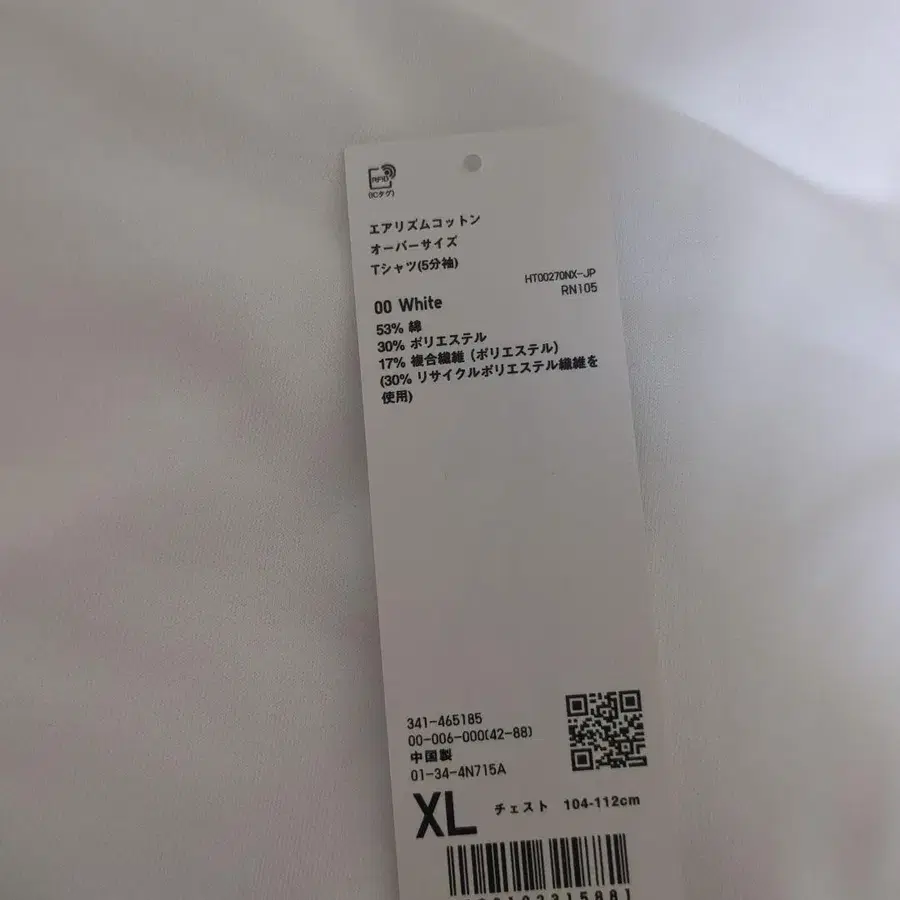 RFID
(ICタグ)
エアリズムコットン
オーバーサイズ
Tシャツ(5分袖)
HT00270NX-JP
RN105
00 White
53% 綿
30% ポリエステル
17% 複合繊維 (ポリエステル)
(30% リサイクルポリエステル繊維を
使用)
341-465185
00-006-000(42-88)
中国製
01-34-4N715A
XL チェスト 104-112cm